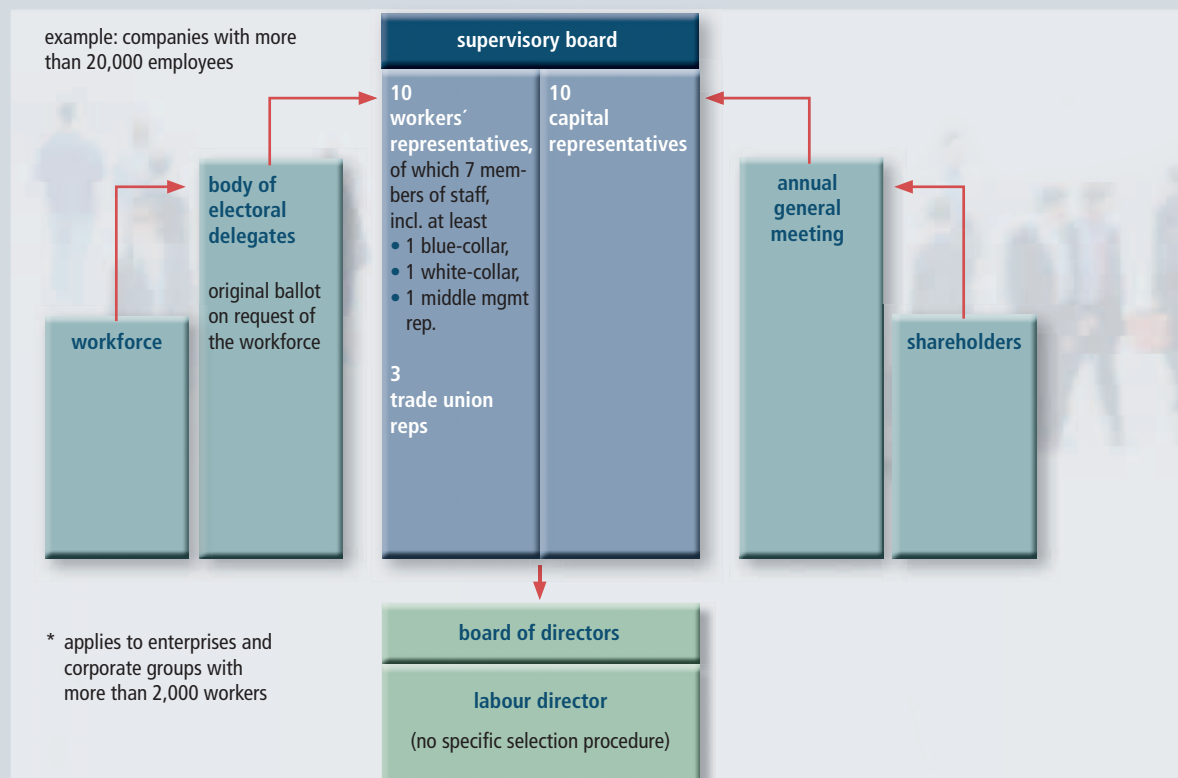 example: companies with more
than 20,000 employees
supervisory board
10
workers´
representatives,
of which 7 mem-
bers of staff,
incl. at least
• 1 blue-collar,
• 1 white-collar,
• 1 middle mgmt
rep.
3
trade union
reps
10
capital
representatives
body of
electoral
delegates
original ballot
on request of
the workforce
workforce
annual
general
meeting
shareholders
board of directors
labour director
(no specific selection procedure)
* applies to enterprises and
corporate groups with
more than 2,000 workers